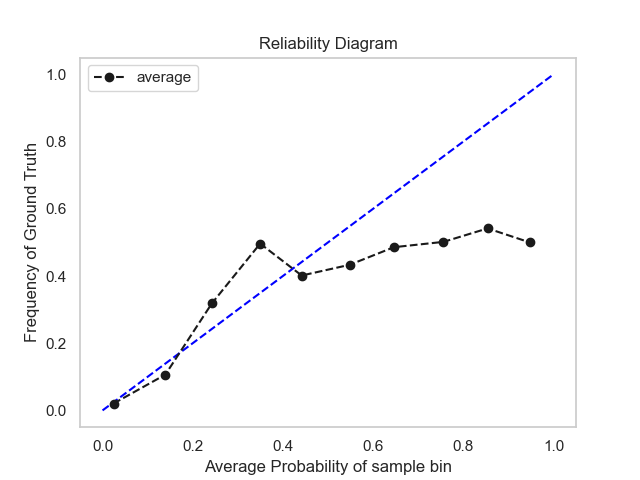 Reliability Diagram
average
1.0
0.8
0.6
0.4
0.2
0.0
Frequency of Ground Truth
0.0 0.2 0.4 0.6 0.8 1.0
Average Probability of sample bin